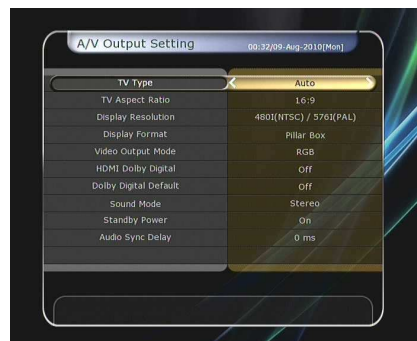 A/V Output Setting
00:32/09-Aug-2010[Mon]
TV Type Auto
TV Aspect Ratio 16:9
Display Resolution 480I(NTSC) / 576I(PAL)
Display Format Pillar Box
Video Output Mode RGB
HDMI Dolby Digital Off
Dolby Digital Default Off
Sound Mode Stereo
Standby Power On
Audio Sync Delay 0 ms